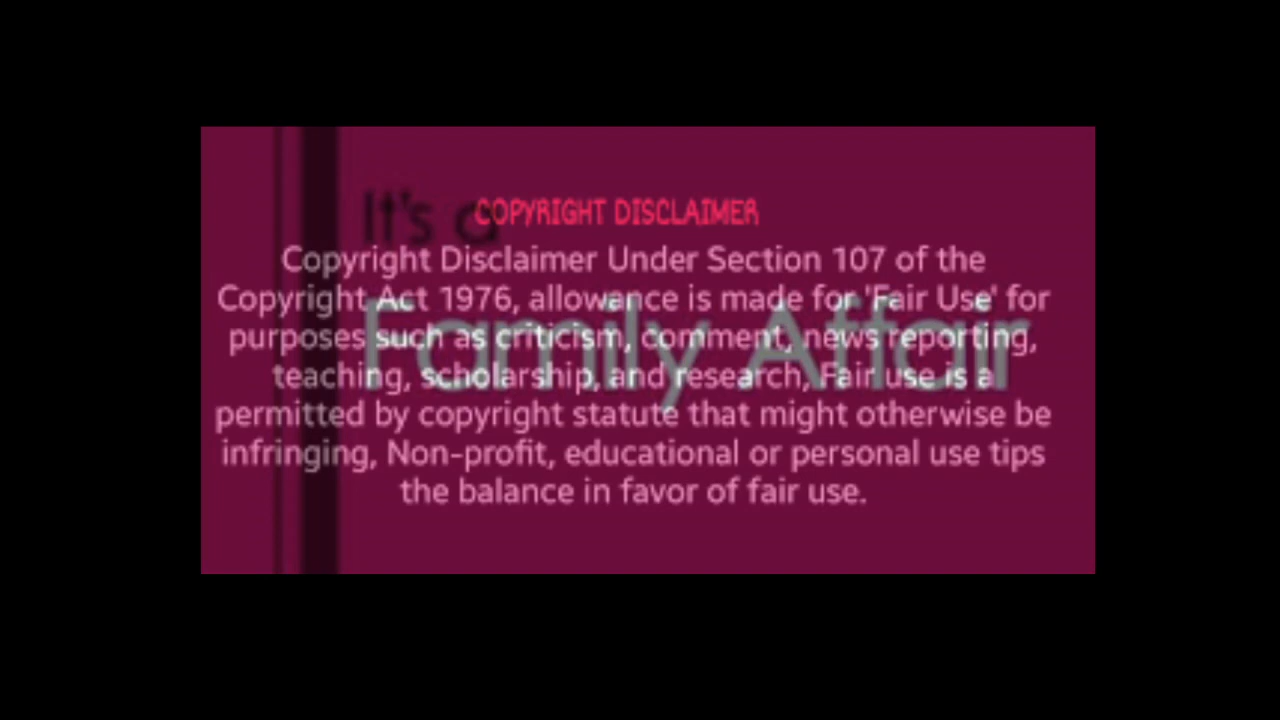 It's a
COPYRIGHT DISCLAIMER
Copyright Disclaimer Under Section 107 of the
Copyright Act 1976, allowance is made for 'Fair Use' for
Family Affair
purposes such as criticism, comment, news reporting,
teaching, scholarship, and research, Fair use is a
permitted by copyright statute that might otherwise be
infringing, Non-profit, educational or personal use tips
the balance in favor of fair use.